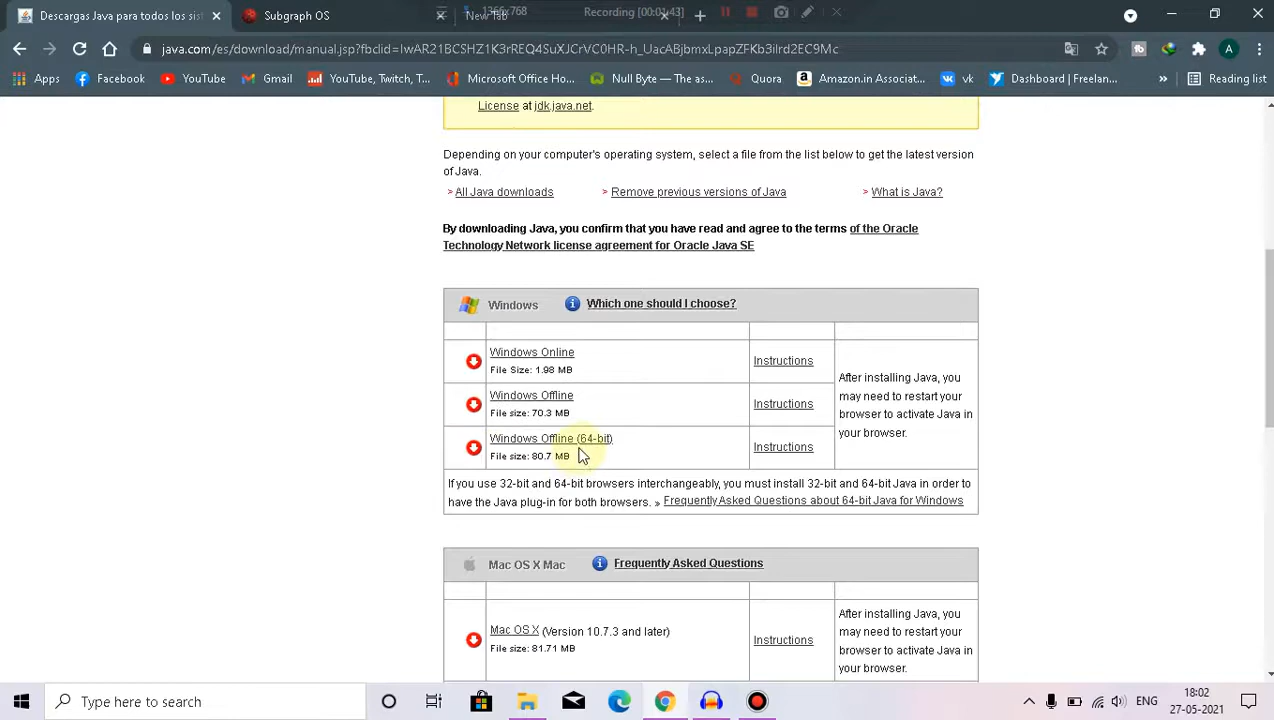 Descargas Java para todos los sist
Subgraph OS
New Tab
1366x768
Recording [00:01:43]
java.com/es/download/manual.jsp?fbclid=IwAR21BCSHZ1K3rREQ4SuXJCrVC0HR-h_UacABjbmxLpapZFKb3ilrd2EC9Mc
A
Apps
Facebook
YouTube
Gmail
YouTube, Twitch, T...
Microsoft Office Ho...
Null Byte — The as...
Quora
Amazon.in Associat...
vk
Dashboard | Freelan...
»
Reading list
License at jdk.java.net.
Depending on your computer's operating system, select a file from the list below to get the latest version
of Java.
> All Java downloads
> Remove previous versions of Java
> What is Java?
By downloading Java, you confirm that you have read and agree to the terms of the Oracle
Technology Network license agreement for Oracle Java SE
Windows
Which one should I choose?
Windows Online
File Size: 1.98 MB
Instructions
Windows Offline
File size: 70.3 MB
Instructions
Windows Offline (64-bit)
File size: 80.7 MB
Instructions
After installing Java, you
may need to restart your
browser to activate Java in
your browser.
If you use 32-bit and 64-bit browsers interchangeably, you must install 32-bit and 64-bit Java in order to
have the Java plug-in for both browsers. » Frequently Asked Questions about 64-bit Java for Windows
Mac OS X Mac
Frequently Asked Questions
Mac OS X (Version 10.7.3 and later)
File size: 81.71 MB
Instructions
After installing Java, you
may need to restart your
browser to activate Java in
your browser.
Type here to search
ENG
18:02
27-05-2021